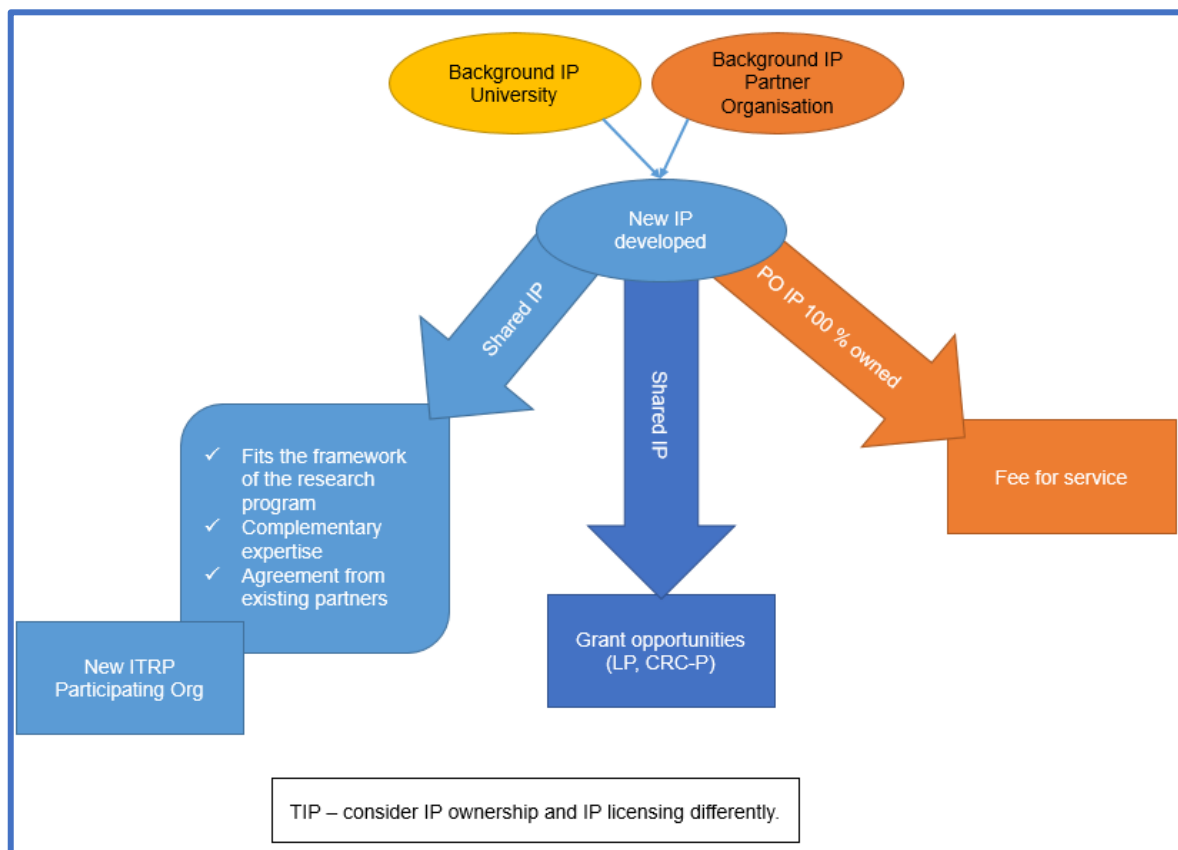 Background IP
University
Background IP
Partner
Organisation
New IP
developed
Shared IP
Shared IP
PO IP 100 % owned
✓ Fits the framework
of the research
program
✓ Complementary
expertise
✓ Agreement from
existing partners
Fee for service
New ITRP
Participating Org
Grant opportunities
(LP, CRC-P)
TIP – consider IP ownership and IP licensing differently.